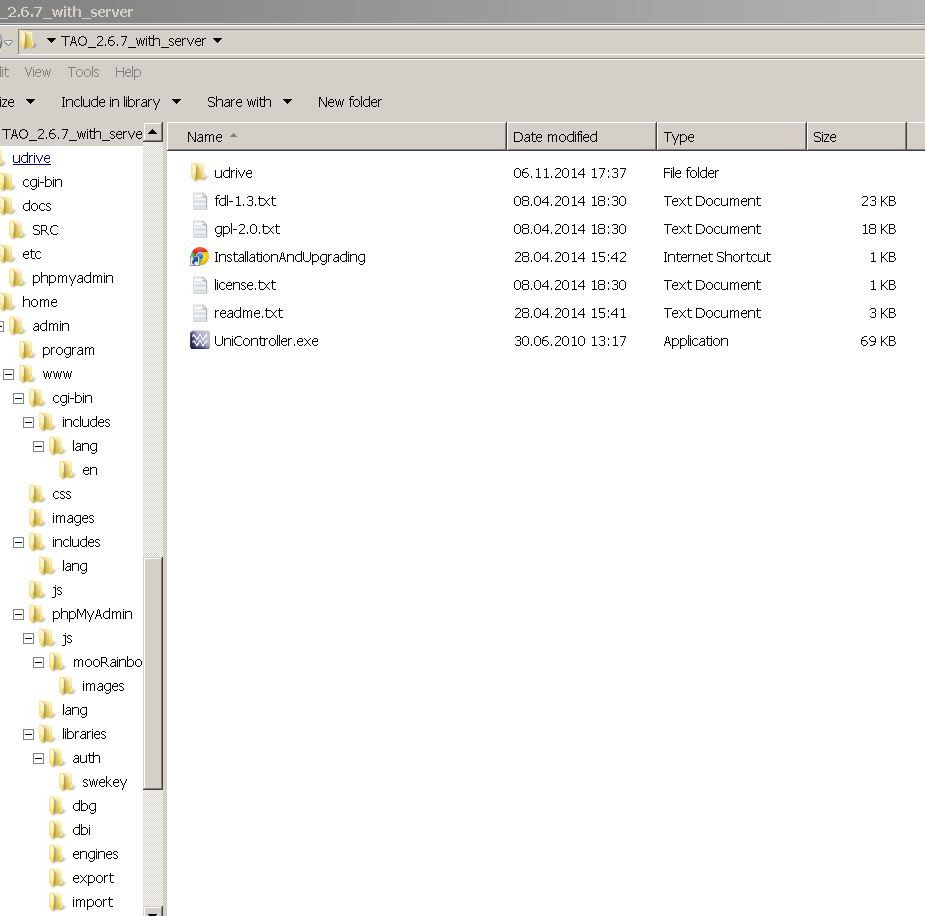 _2.6.7_with_server
TAO_2.6.7_with_server
it View Tools Help
ize Include in library Share with New folder
TAO_2.6.7_with_serve
udrive
cgi-bin
docs
SRC
etc
phpmyadmin
home
admin
program
www
cgi-bin
includes
lang
en
css
images
includes
lang
js
phpMyAdmin
js
mooRainbo
images
lang
libraries
auth
swekey
dbg
dbi
engines
export
import
Name Date modified Type Size
udrive 06.11.2014 17:37 File folder
fdl-1.3.txt 08.04.2014 18:30 Text Document 23 KB
gpl-2.0.txt 08.04.2014 18:30 Text Document 18 KB
InstallationAndUpgrading 28.04.2014 15:42 Internet Shortcut 1 KB
license.txt 08.04.2014 18:30 Text Document 1 KB
readme.txt 28.04.2014 15:41 Text Document 3 KB
UniController.exe 30.06.2010 13:17 Application 69 KB